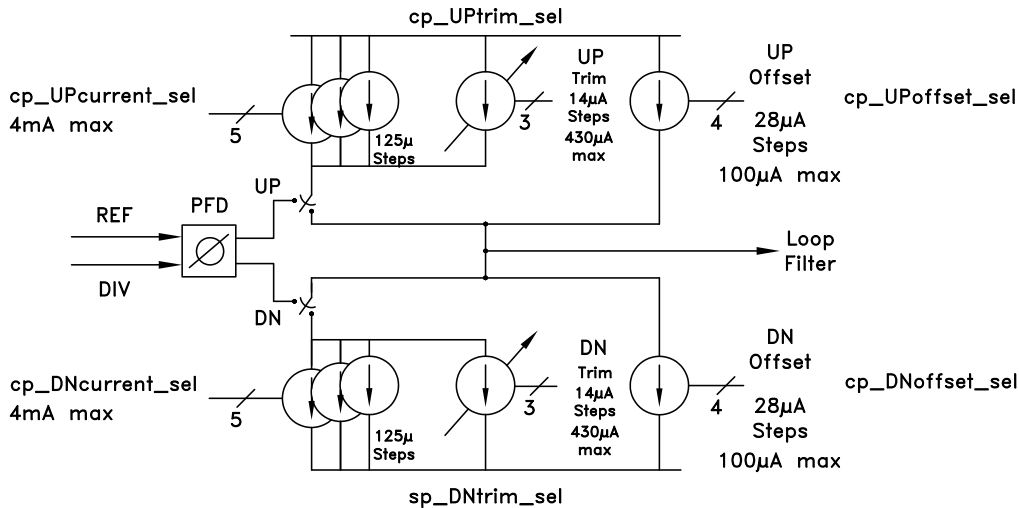 cp_UPtrim_sel
cp_UPcurrent_sel
4mA max
5
125µ
Steps
UP
Trim
14µA
Steps
430µA
max
3
UP
Offset
28µA
Steps
100µA max
4
cp_UPoffset_sel
UP
PFD
REF
DIV
DN
Loop
Filter
cp_DNcurrent_sel
4mA max
5
125µ
Steps
DN
Trim
14µA
Steps
430µA
max
3
DN
Offset
28µA
Steps
100µA max
4
cp_DNoffset_sel
sp_DNtrim_sel